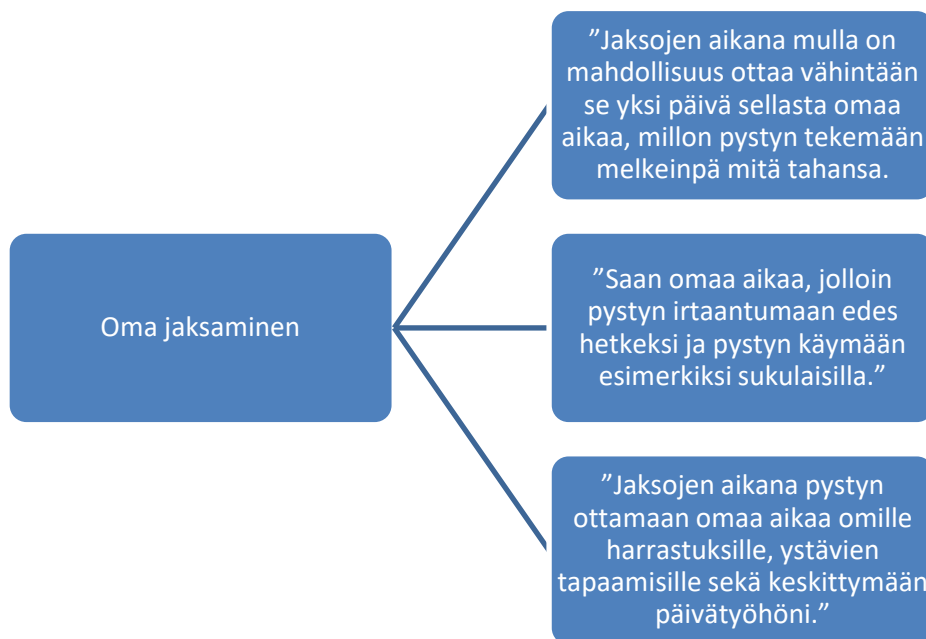 ”Jaksojen aikana mulla on
mahdollisuus ottaa vähintään
se yksi päivä sellasta omaa
aikaa, millon pystyn tekemään
melkeinpä mitä tahansa.
Oma jaksaminen
”Saan omaa aikaa, jolloin
pystyn irtaantumaan edes
hetkeksi ja pystyn käymään
esimerkiksi sukulaisilla.”
”Jaksojen aikana pystyn
ottamaan omaa aikaa omille
harrastuksille, ystävien
tapaamisille sekä keskittymään
päivätyöhöni.”